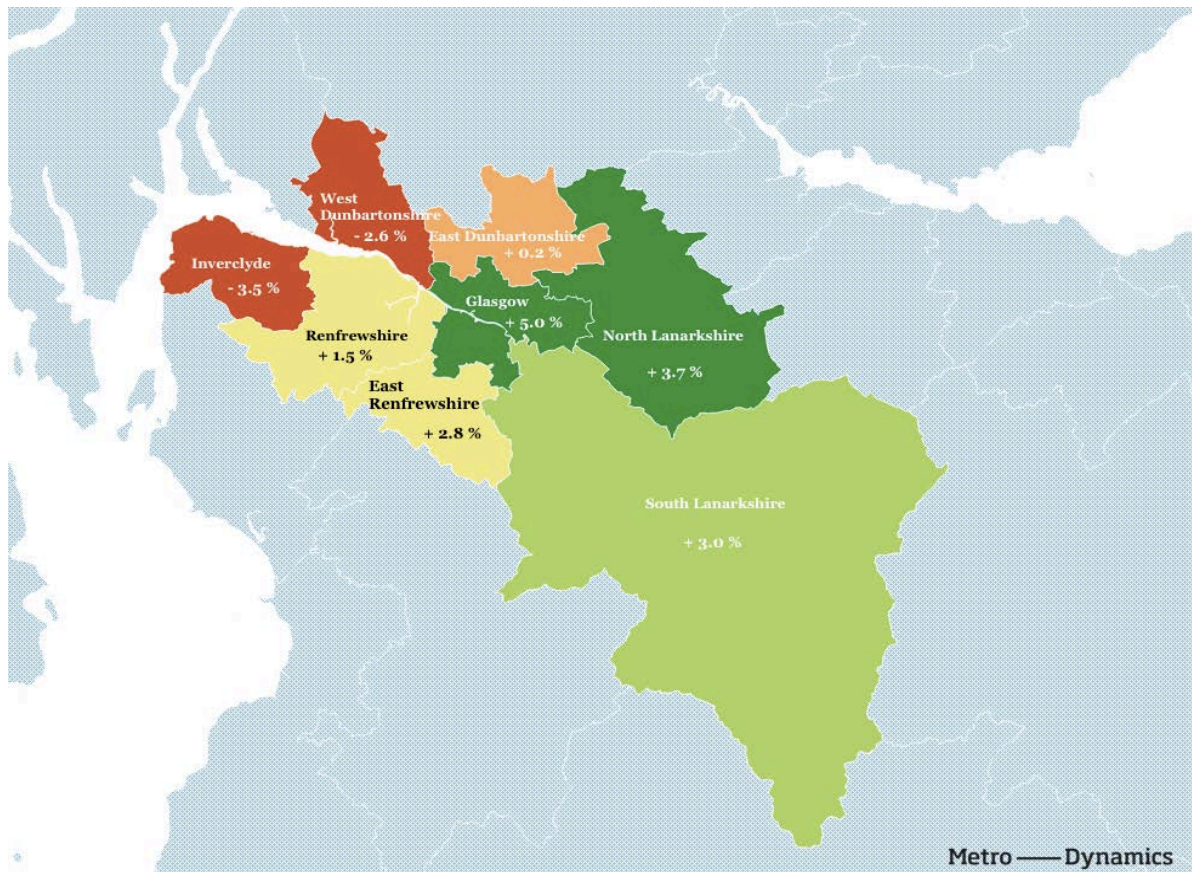 West
Dunbartonshire
- 2.6 %
East Dunbartonshire
+ 0.2 %
Inverclyde
- 3.5 %
Glasgow
+ 5.0 %
Renfrewshire
+ 1.5 %
North Lanarkshire
+ 3.7 %
East
Renfrewshire
+ 2.8 %
South Lanarkshire
+ 3.0 %
Metro —— Dynamics